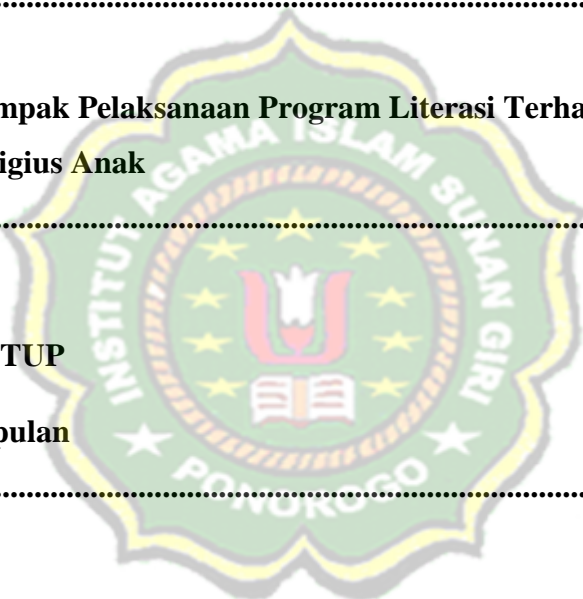 ........................................................................
mpak Pelaksanaan Program Literasi Terha
igius Anak
........................................................................
TUP
pulan
........................................................................
INSTITUT AGAMA ISLAM SUNAN GIRI
PONOROGO